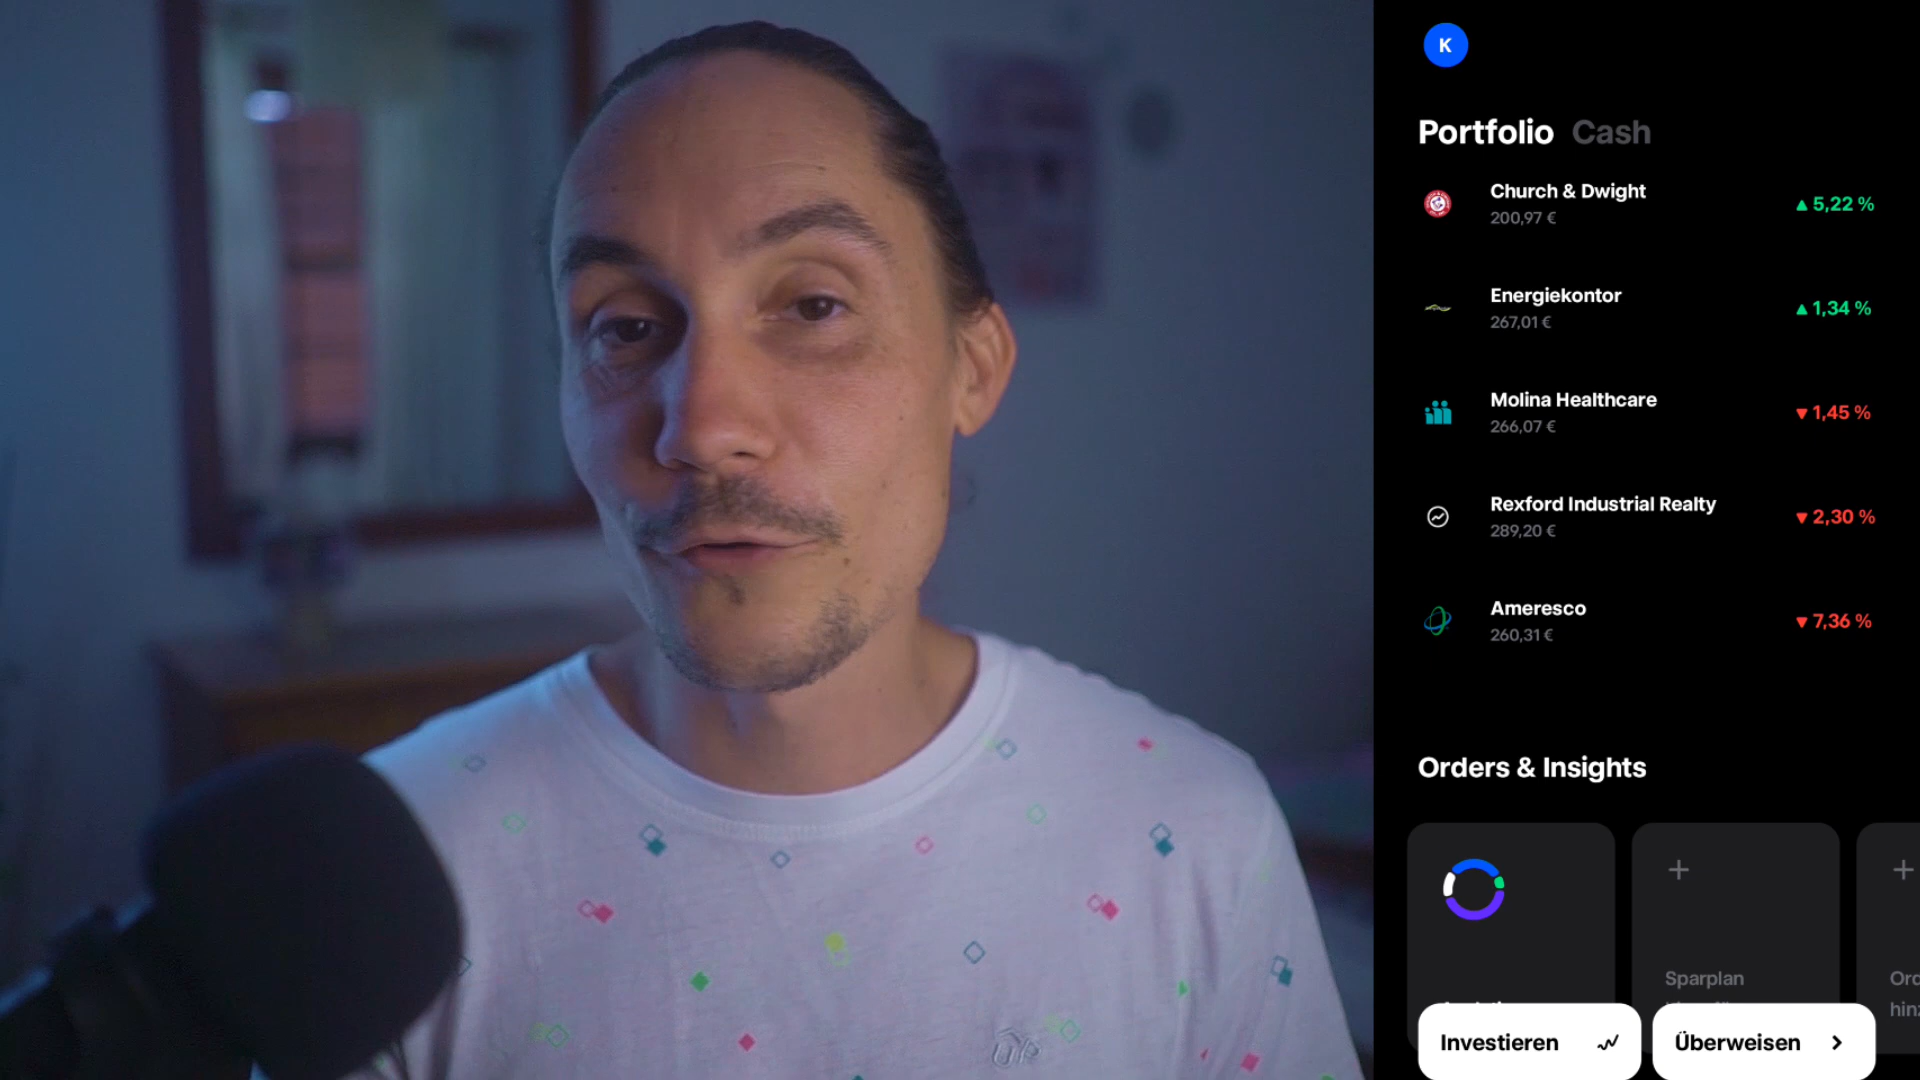 K
Portfolio Cash
Church & Dwight
200,97 €
▲ 5,22 %
Energiekontor
267,01 €
▲ 1,34 %
Molina Healthcare
266,07 €
▼ 1,45 %
Rexford Industrial Realty
289,20 €
▼ 2,30 %
Ameresco
260,31 €
▼ 7,36 %
Orders & Insights
Sparplan
Investieren
Überweisen